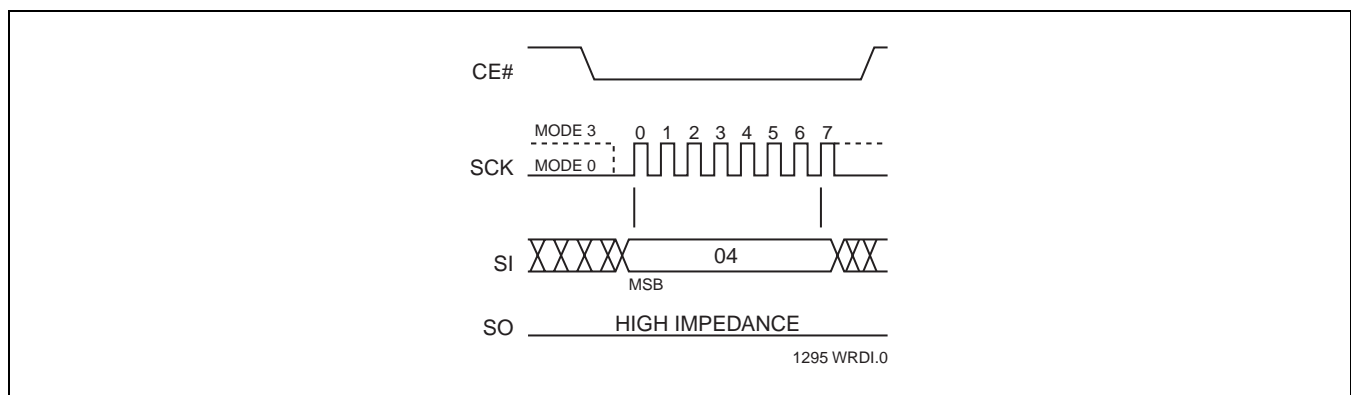 CE#
MODE 3 0 1 2 3 4 5 6 7
SCK MODE 0
SI 04
MSB
SO HIGH IMPEDANCE
1295 WRDI.0